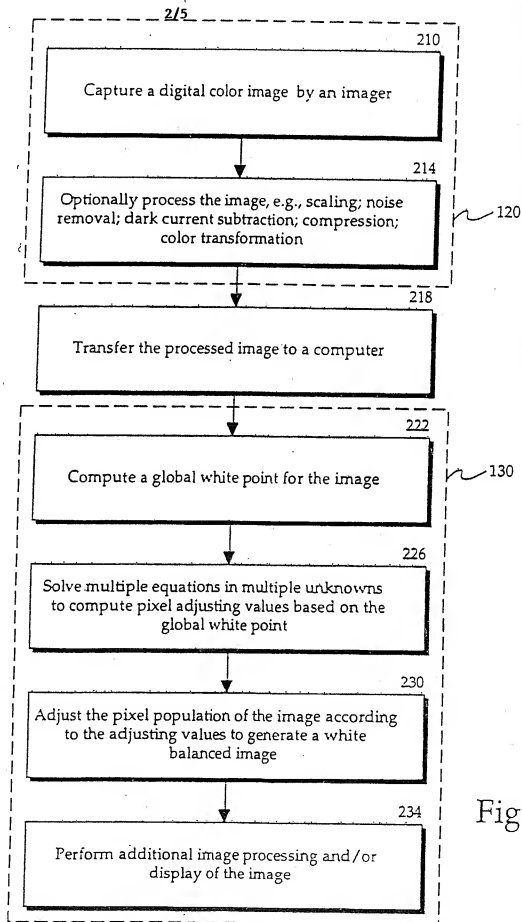 2/5
210
Capture a digital color image by an imager
214
Optionally process the image, e.g., scaling; noise
removal; dark current subtraction; compression;
color transformation
120
218
Transfer the processed image to a computer
222
Compute a global white point for the image
130
226
Solve multiple equations in multiple unknowns
to compute pixel adjusting values based on the
global white point
230
Adjust the pixel population of the image according
to the adjusting values to generate a white
balanced image
234
Perform additional image processing and/or
display of the image
Fig